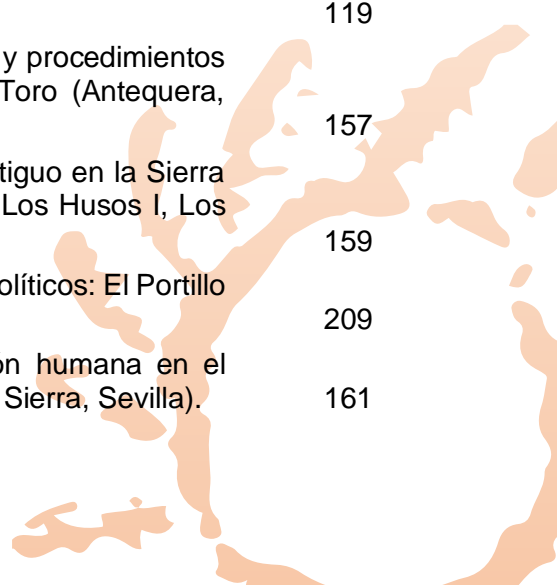 119
y procedimientos
Toro (Antequera,
157
tiguo en la Sierra
Los Husos I, Los
159
olíticos: El Portillo
209
ón humana en el
Sierra, Sevilla). 161